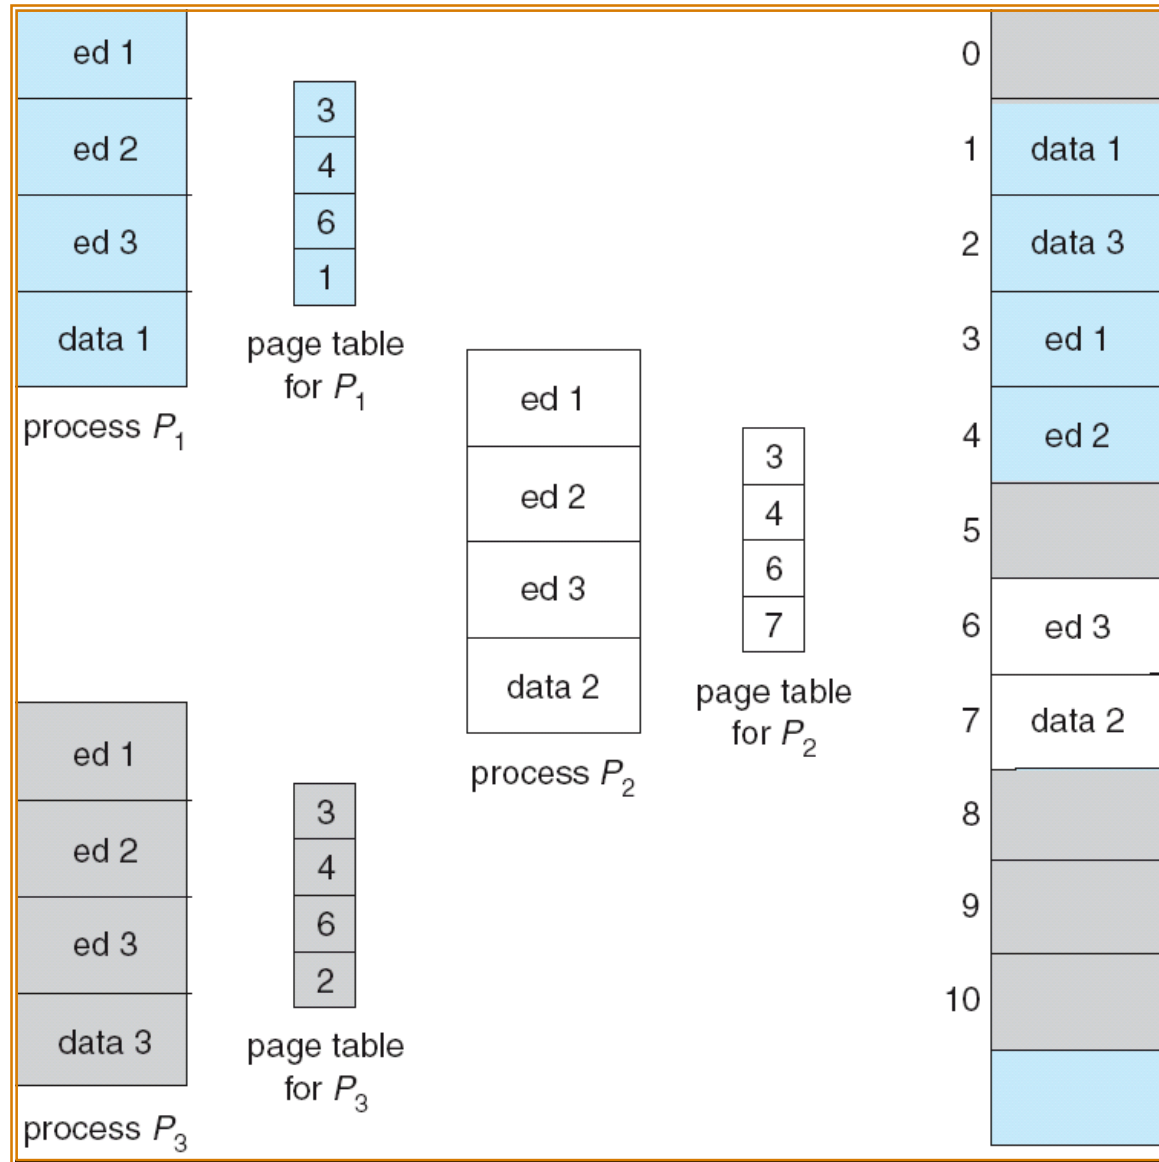 ed 1
ed 2
ed 3
data 1
process P1
3
4
6
1
page table
for P1
ed 1
ed 2
ed 3
data 2
process P2
3
4
6
7
page table
for P2
ed 1
ed 2
ed 3
data 3
process P3
3
4
6
2
page table
for P3
0
1 data 1
2 data 3
3 ed 1
4 ed 2
5
6 ed 3
7 data 2
8
9
10